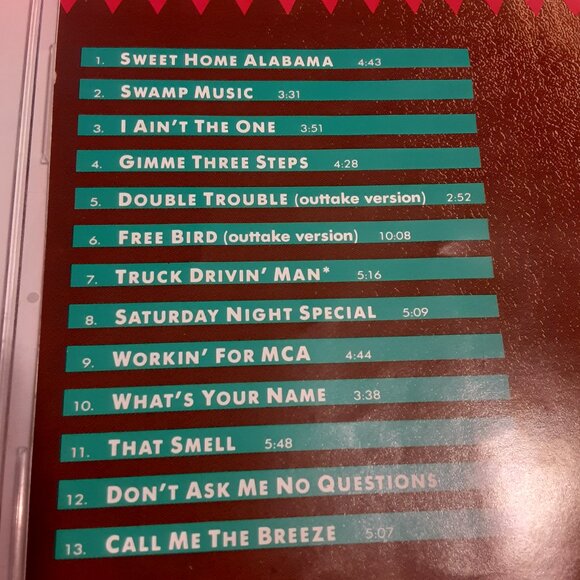 1. SWEET HOME ALABAMA 4:43
2. SWAMP MUSIC 3:31
3. I AIN'T THE ONE 3:51
4. GIMME THREE STEPS 4:28
5. DOUBLE TROUBLE (outtake version) 2:52
6. FREE BIRD (outtake version) 10:08
7. TRUCK DRIVIN' MAN* 5:16
8. SATURDAY NIGHT SPECIAL 5:09
9. WORKIN' FOR MCA 4:44
10. WHAT'S YOUR NAME 3:38
11. THAT SMELL 5:48
12. DON'T ASK ME NO QUESTIONS
13. CALL ME THE BREEZE 5:07